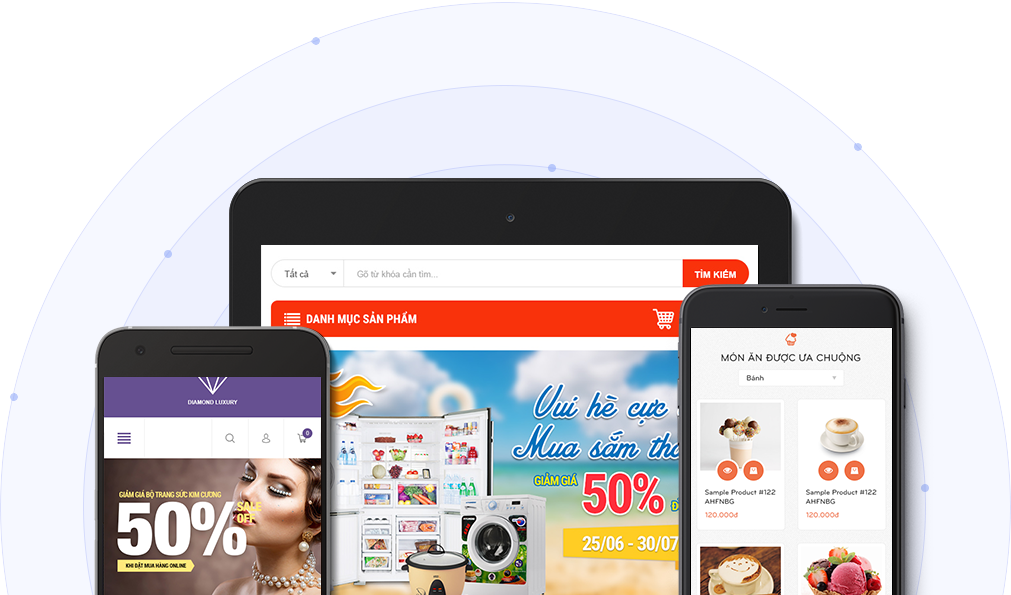 Tất cả
Gõ từ khóa cần tìm...
TÌM KIẾM
DANH MỤC SẢN PHẨM
Vui hè cực
Mua sắm
GIẢM GIÁ
50%
25/06 - 30/07
DIAMOND LUXURY
0
GIẢM GIÁ BỘ TRANG SỨC KIM CƯƠNG
50%
SALE
OFF
KHI ĐẶT MUA HÀNG ONLINE
MÓN ĂN ĐƯỢC ƯA CHUỘNG
Bánh
Sample Product #122
AHFNBG
120.000đ
Sample Product #122
AHFNBG
120.000đ